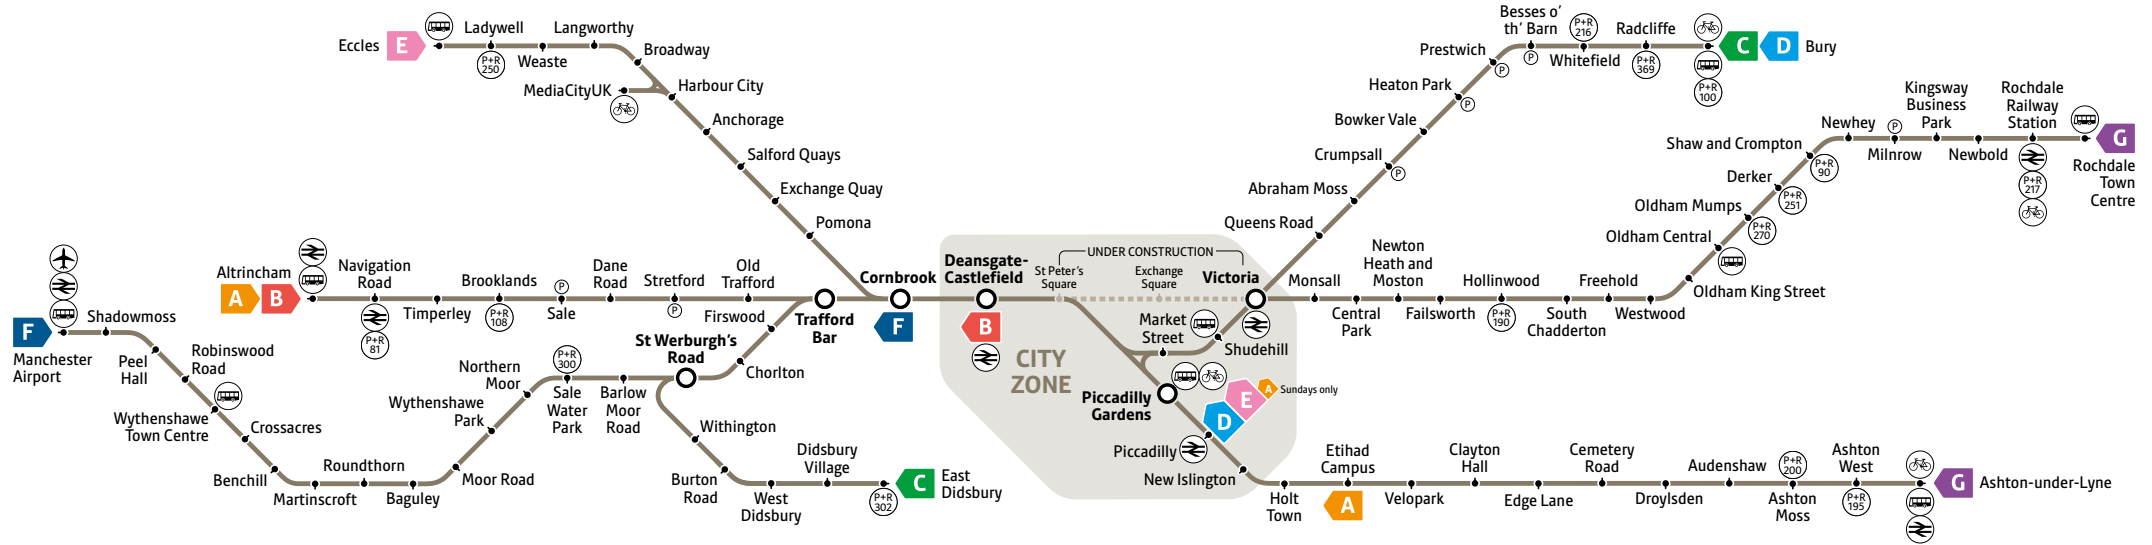 Eccles
E
Ladywell
P+R
250
Weaste
Langworthy
Broadway
MediaCityUK
Harbour City
Anchorage
Salford Quays
Exchange Quay
Pomona
Altrincham
A
B
Navigation
Road
P+R
81
Timperley
Brooklands
P+R
108
P
Sale
Dane
Road
Stretford
P
Old
Trafford
Trafford
Bar
Cornbrook
F
Deansgate-
Castlefield
B
F
Manchester
Airport
Shadowmoss
Peel
Hall
Robinswood
Road
Wythenshawe
Town Centre
Crossacres
Benchill
Martinscroft
Roundthorn
Baguley
Moor Road
Wythenshawe
Park
Northern
Moor
P+R
300
Sale
Water
Park
Barlow
Moor
Road
St Werburgh's
Road
Chorlton
Firswood
Withington
Burton
Road
West
Didsbury
Didsbury
Village
P+R
302
C
East
Didsbury
UNDER CONSTRUCTION
St Peter's
Square
Exchange
Square
Victoria
Market
Street
Shudehill
CITY
ZONE
Piccadilly
Gardens
D
E
A
Sundays only
Piccadilly
New Islington
Holt
Town
Etihad
Campus
A
Velopark
Clayton
Hall
Edge Lane
Cemetery
Road
Droylsden
Audenshaw
P+R
200
Ashton
Moss
Ashton
West
P+R
195
G
Ashton-under-Lyne
Queens Road
Abraham Moss
Crumpsall
P
Bowker Vale
Heaton Park
P
Prestwich
P
Besses o'
th' Barn
P
P+R
216
Whitefield
Radcliffe
P+R
369
P+R
100
C
D
Bury
Monsall
Central
Park
Newton
Heath and
Moston
Failsworth
Hollinwood
P+R
190
South
Chadderton
Freehold
Westwood
Oldham King Street
Oldham Central
Oldham Mumps
P+R
270
Derker
P+R
251
Shaw and Crompton
P+R
90
Newhey
P
Milnrow
Kingsway
Business
Park
Newbold
Rochdale
Railway
Station
P+R
217
G
Rochdale
Town
Centre